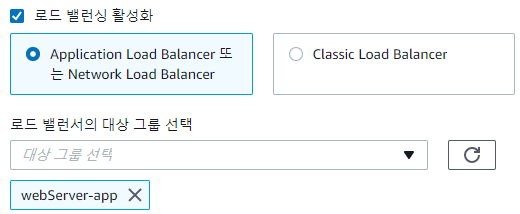 로드 밸런싱 활성화
Application Load Balancer 또
는 Network Load Balancer
Classic Load Balancer
로드 밸런서의 대상 그룹 선택
대상 그룹 선택
webServer-app